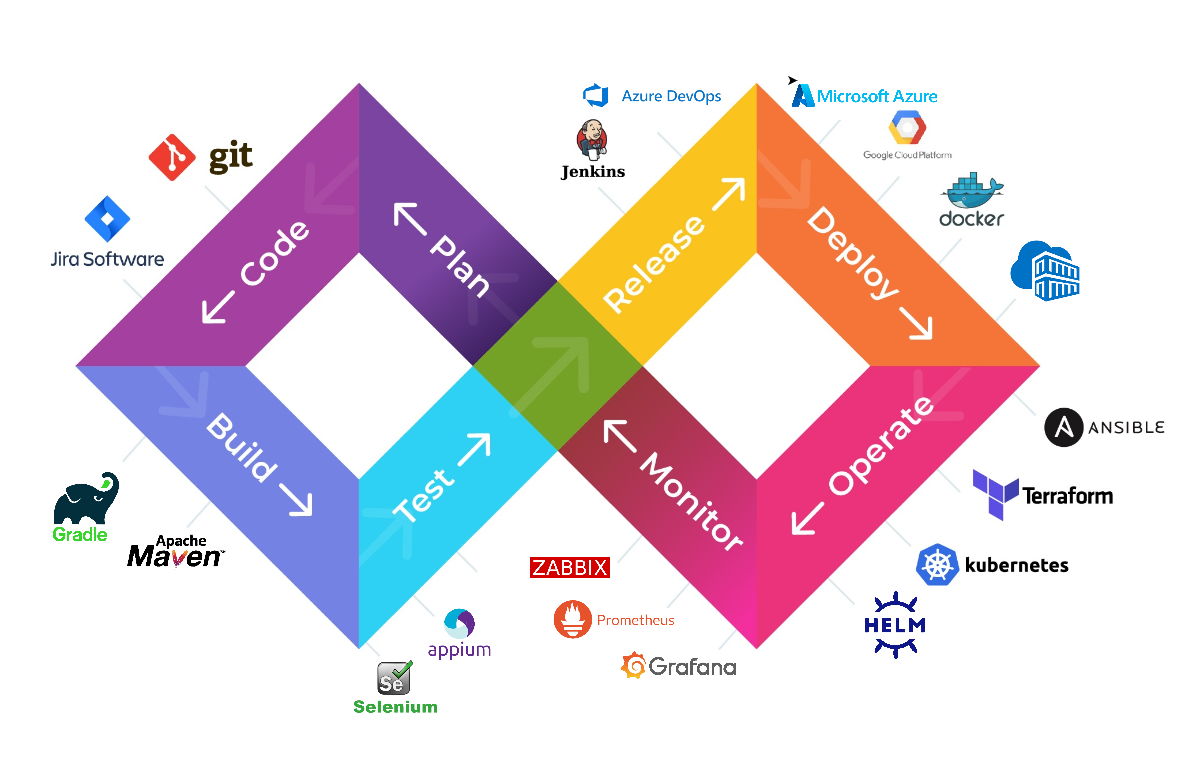 Azure DevOps
Microsoft Azure
git
Jenkins
Google Cloud Platform
docker
Jira Software
Code
Plan
Release
Deploy
Build
Test
Monitor
Operate
ANSIBLE
Terraform
Gradle
Apache
Maven™
ZABBIX
kubernetes
Prometheus
HELM
appium
Grafana
Se
Selenium